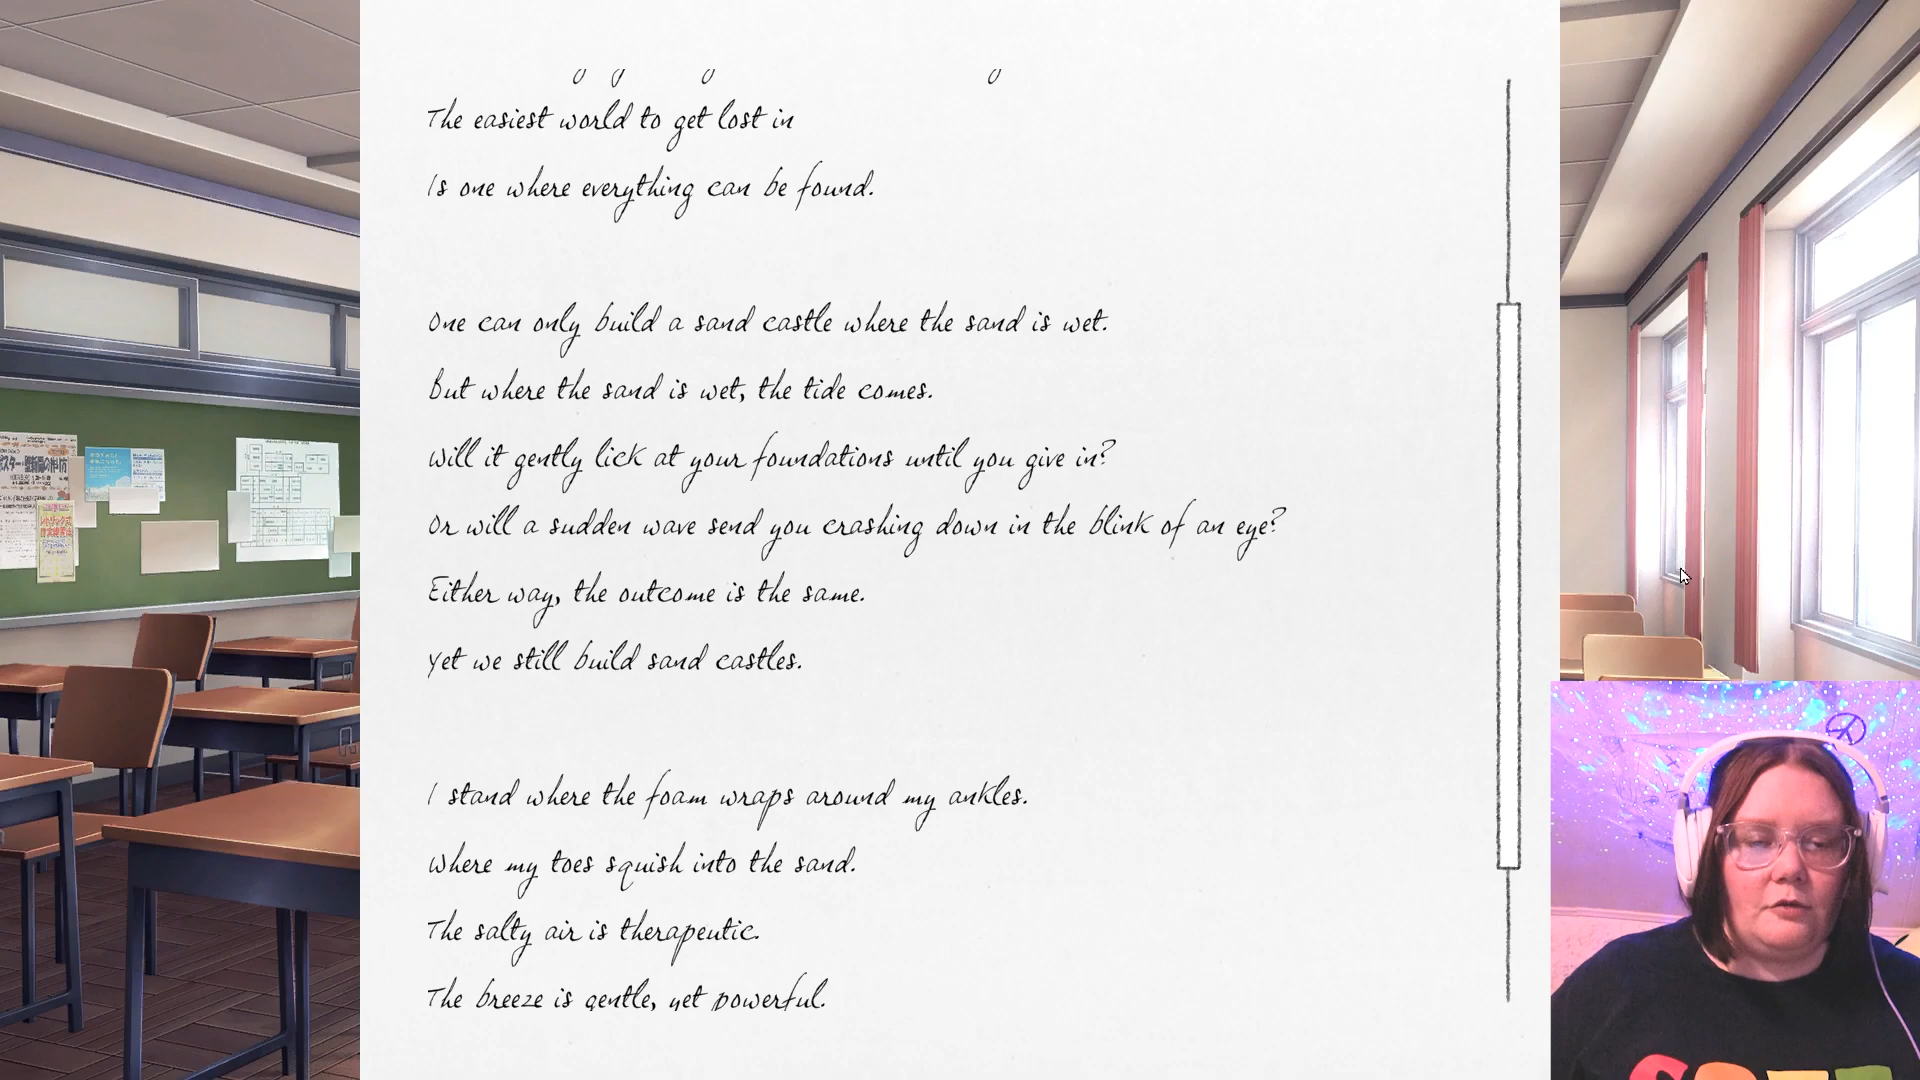 The easiest world to get lost in
Is one where everything can be found.
One can only build a sand castle where the sand is wet.
But where the sand is wet, the tide comes.
Will it gently lick at your foundations until you give in?
Or will a sudden wave send you crashing down in the blink of an eye?
Either way, the outcome is the same.
Yet we still build sand castles.
I stand where the foam wraps around my ankles.
Where my toes squish into the sand.
The salty air is therapeutic.
The breeze is gentle, yet powerful.